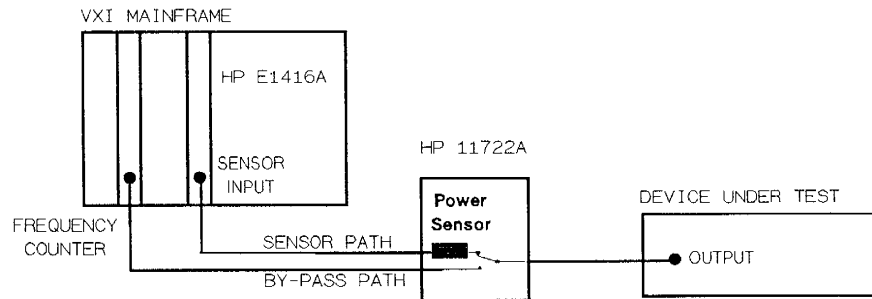 VXI MAINFRAME
HP E1416A
SENSOR
INPUT
HP 11722A
Power
Sensor
DEVICE UNDER TEST
FREQUENCY
COUNTER
SENSOR PATH
BY-PASS PATH
OUTPUT